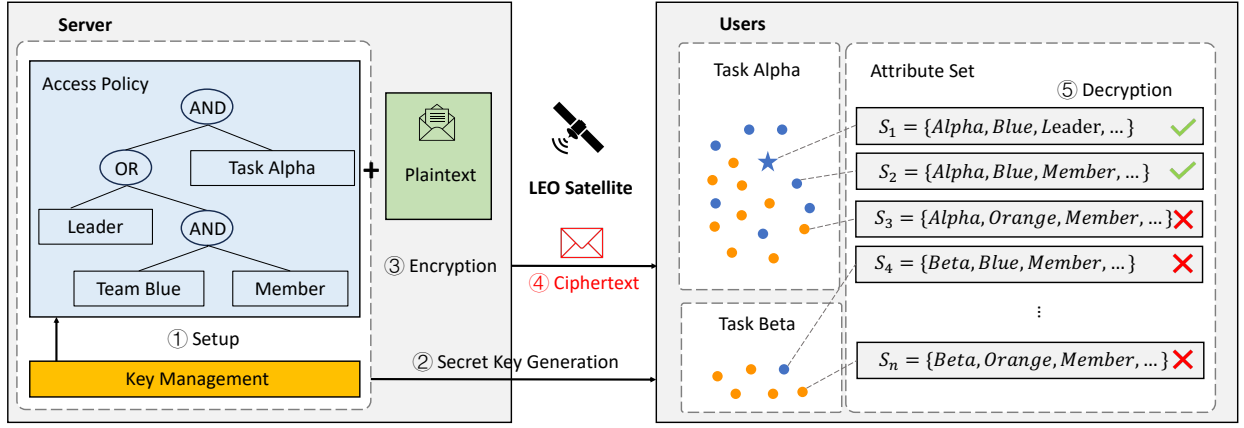 Server
Access Policy
AND
OR
Task Alpha
Leader
AND
Team Blue
Member
① Setup
Key Management
+
Plaintext
③ Encryption
② Secret Key Generation
LEO Satellite
④ Ciphertext
Users
Task Alpha
Task Beta
Attribute Set
⑤ Decryption
S₁ = {Alpha, Blue, Leader, …}
S₂ = {Alpha, Blue, Member, …}
S₃ = {Alpha, Orange, Member, …}
S₄ = {Beta, Blue, Member, …}
⋮
Sₙ = {Beta, Orange, Member, …}